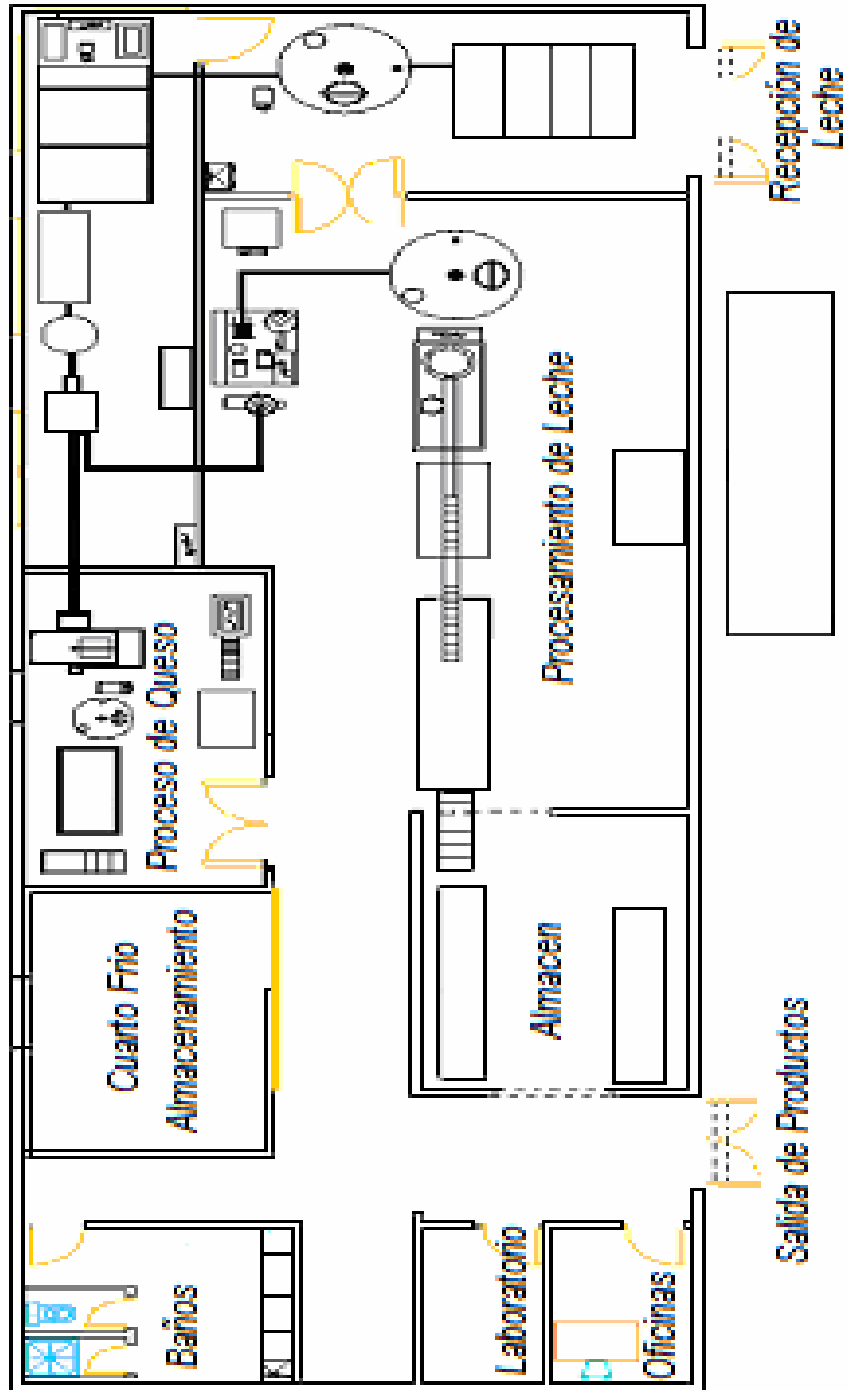 Recepción de
Leche
Procesamiento de Leche
Proceso de Queso
Cuarto Frio
Almacenamiento
Almacen
Salida de Productos
Baños
Laboratorio
Oficinas